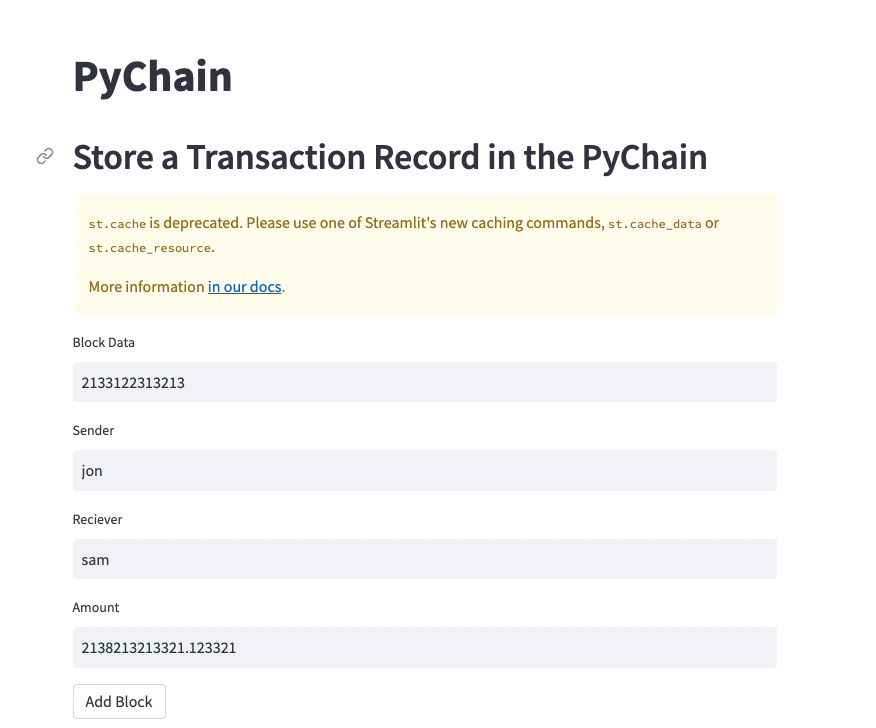 PyChain
Store a Transaction Record in the PyChain
st.cache is deprecated. Please use one of Streamlit's new caching commands, st.cache_data or
st.cache_resource.
More information in our docs.
Block Data
2133122313213
Sender
jon
Reciever
sam
Amount
2138213213321.123321
Add Block